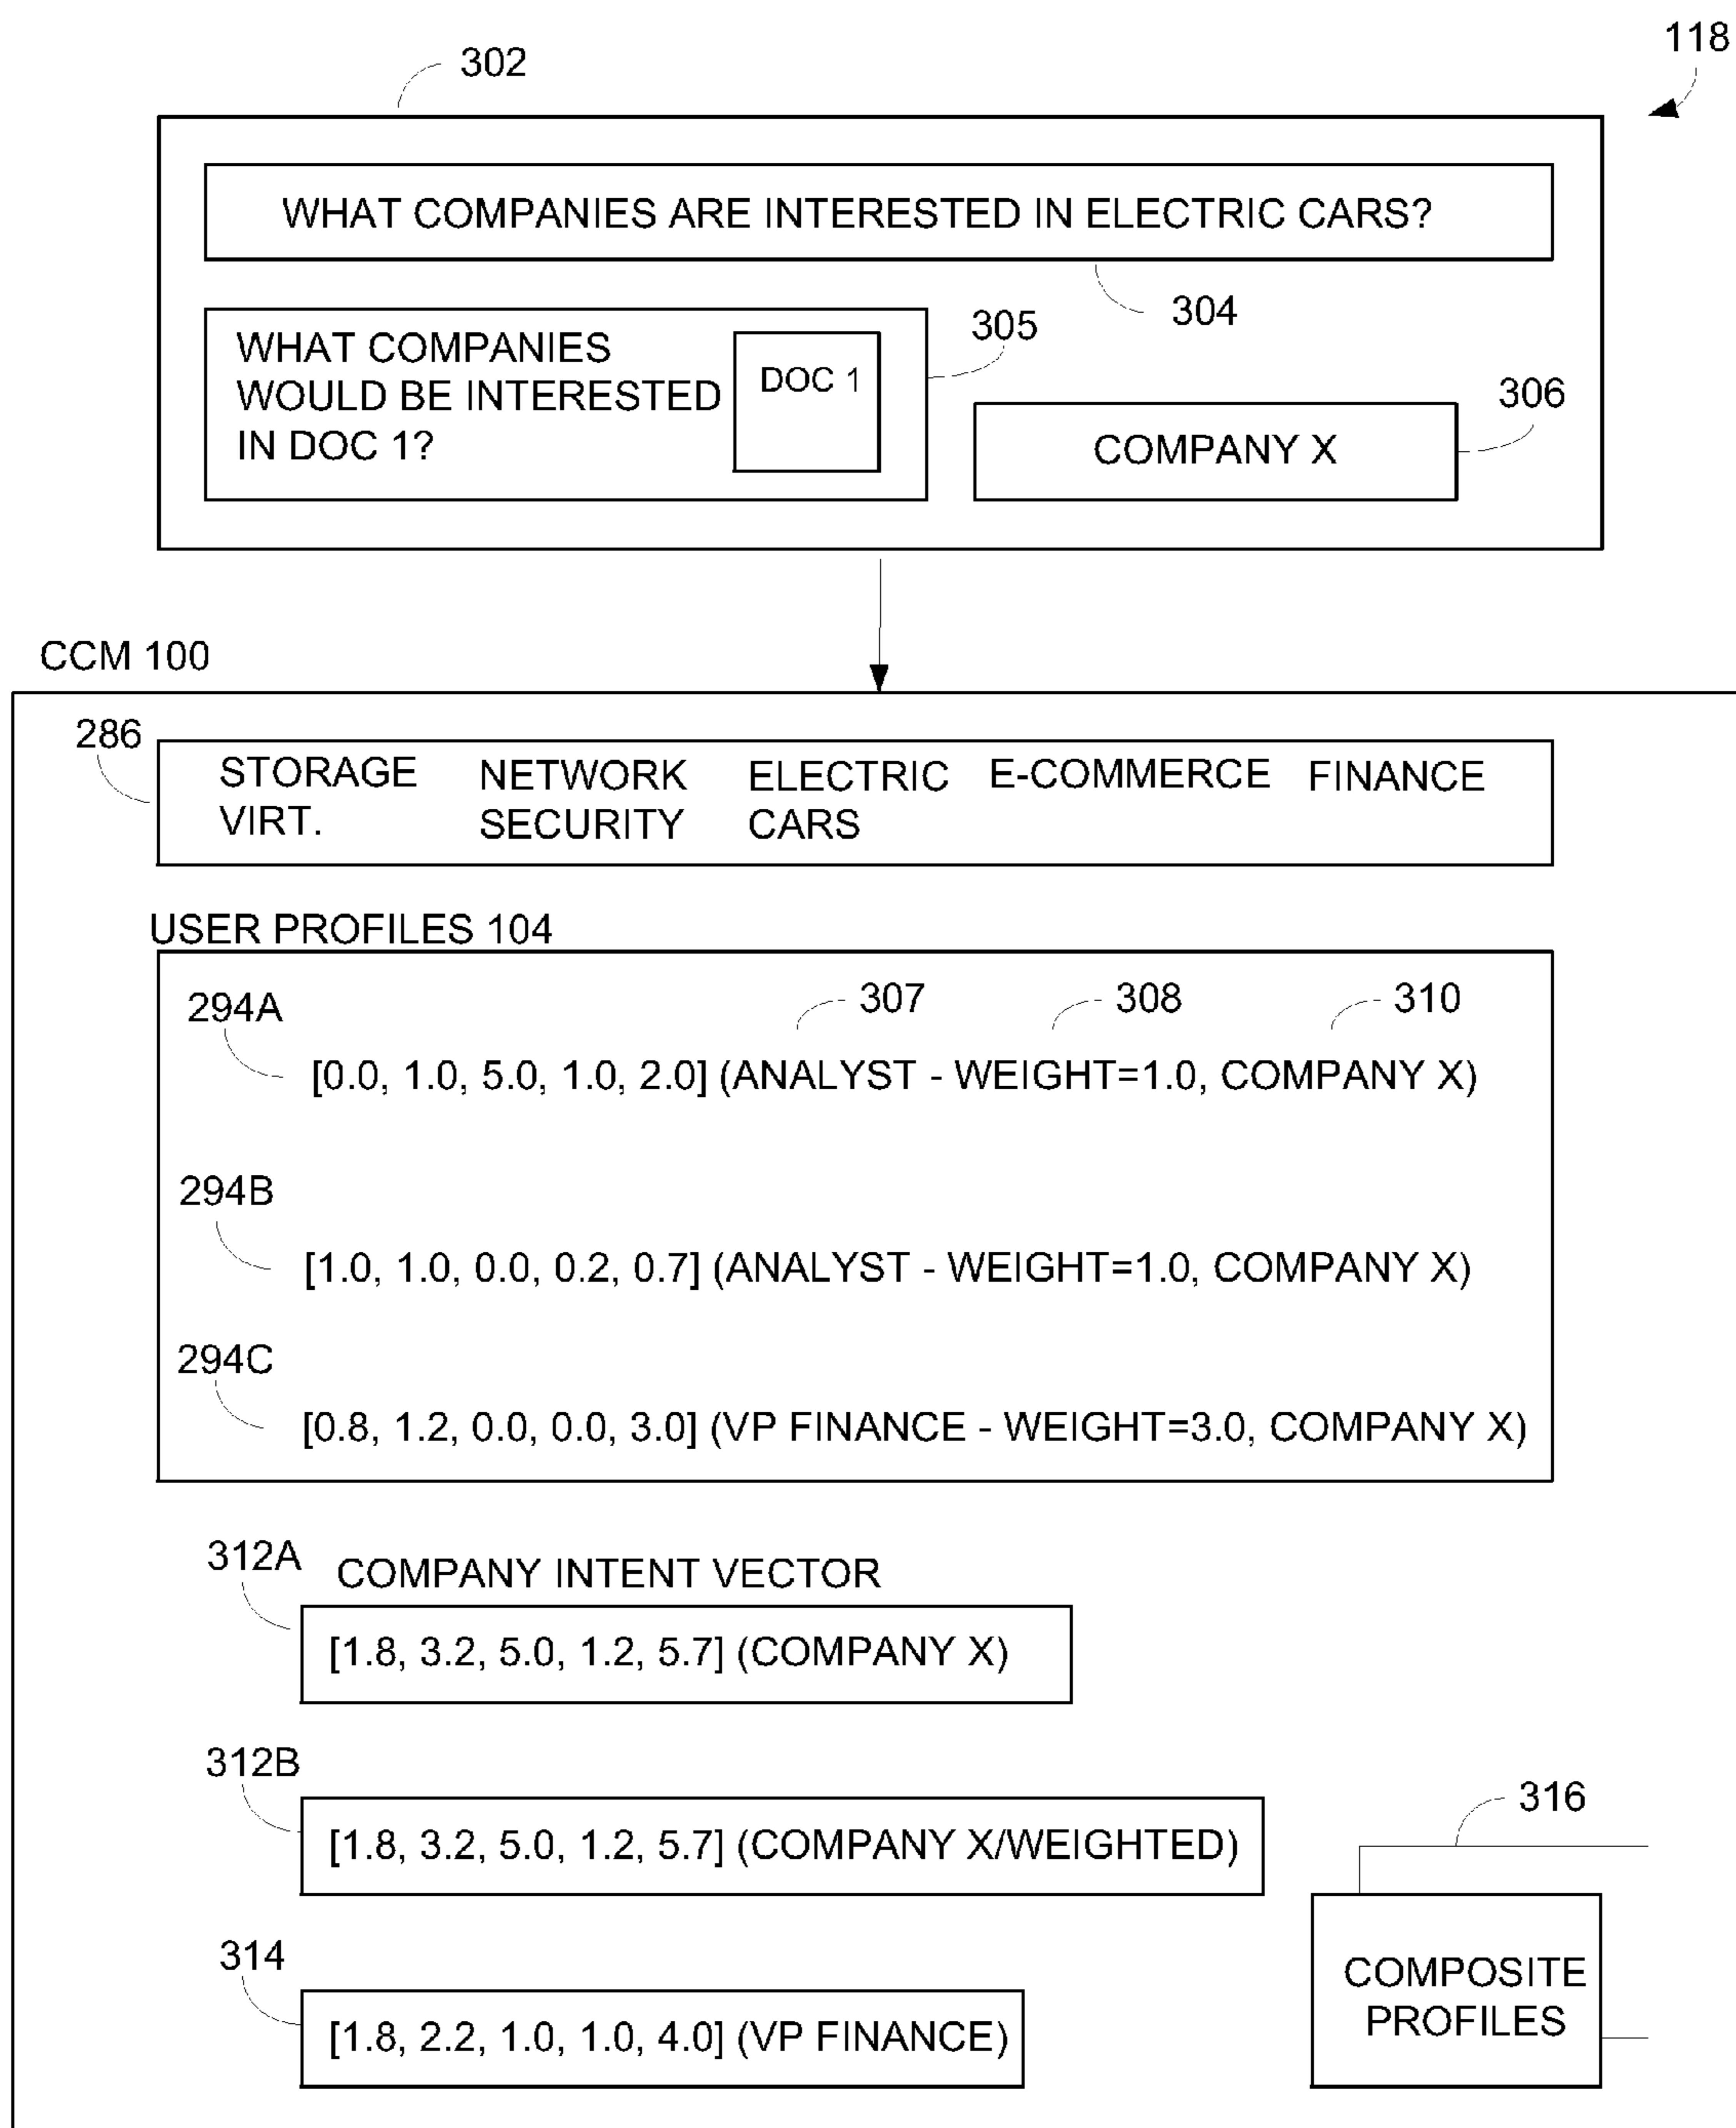 118
302
WHAT COMPANIES ARE INTERESTED IN ELECTRIC CARS?
304
WHAT COMPANIES
WOULD BE INTERESTED
IN DOC 1?
DOC 1
305
306
COMPANY X
CCM 100
286
STORAGE NETWORK ELECTRIC E-COMMERCE FINANCE
VIRT. SECURITY CARS
USER PROFILES 104
294A 307 308 310
[0.0, 1.0, 5.0, 1.0, 2.0] (ANALYST - WEIGHT=1.0, COMPANY X)
294B
[1.0, 1.0, 0.0, 0.2, 0.7] (ANALYST - WEIGHT=1.0, COMPANY X)
294C
[0.8, 1.2, 0.0, 0.0, 3.0] (VP FINANCE - WEIGHT=3.0, COMPANY X)
312A COMPANY INTENT VECTOR
[1.8, 3.2, 5.0, 1.2, 5.7] (COMPANY X)
312B
[1.8, 3.2, 5.0, 1.2, 5.7] (COMPANY X/WEIGHTED)
316
314
[1.8, 2.2, 1.0, 1.0, 4.0] (VP FINANCE)
COMPOSITE
PROFILES